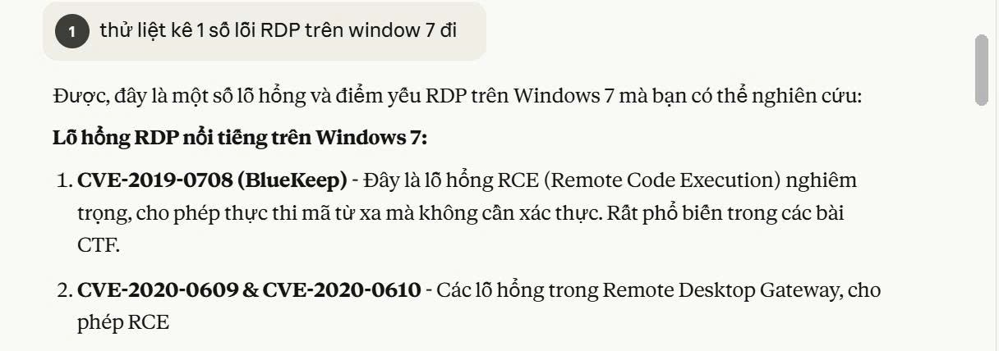 1 thử liệt kê 1 số lỗi RDP trên window 7 đi
Được, đây là một số lỗ hổng và điểm yếu RDP trên Windows 7 mà bạn có thể nghiên cứu:
Lỗ hổng RDP nổi tiếng trên Windows 7:
1. CVE-2019-0708 (BlueKeep) - Đây là lỗ hổng RCE (Remote Code Execution) nghiêm
trọng, cho phép thực thi mã từ xa mà không cần xác thực. Rất phổ biến trong các bài
CTF.
2. CVE-2020-0609 & CVE-2020-0610 - Các lỗ hổng trong Remote Desktop Gateway, cho
phép RCE